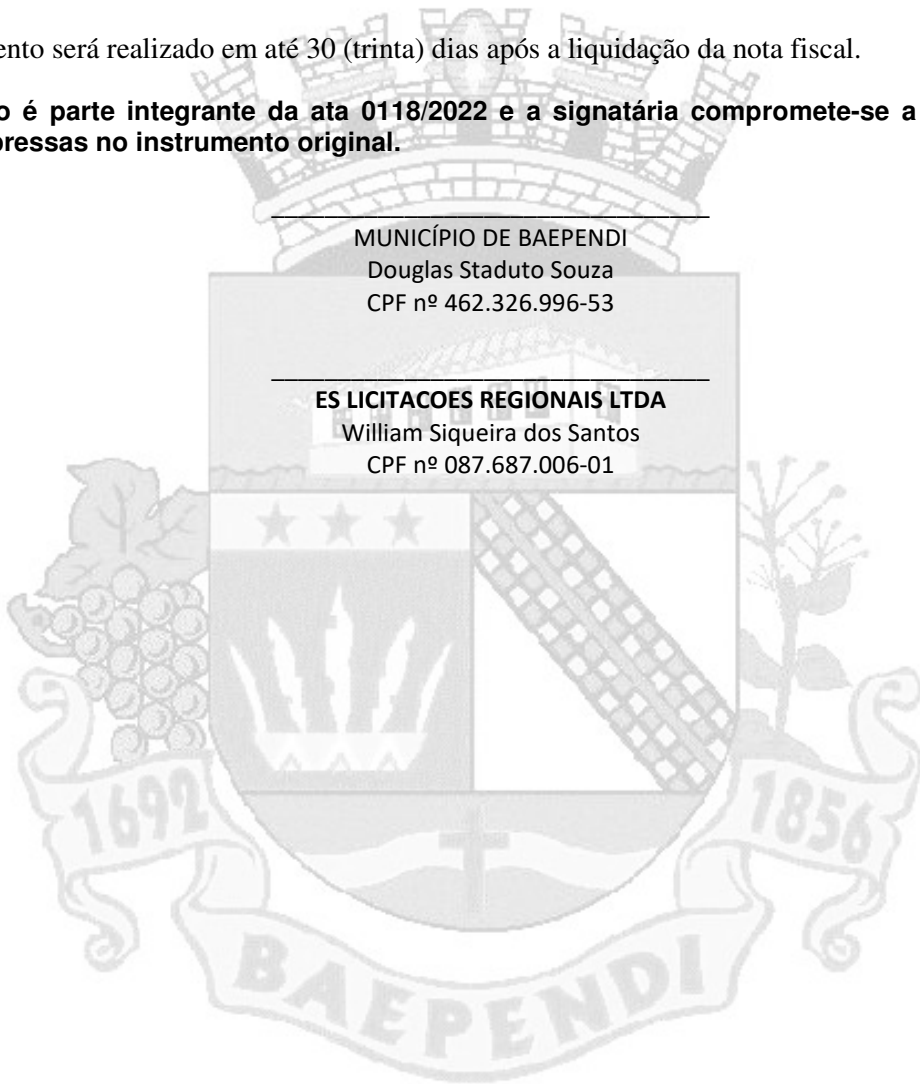 ento será realizado em até 30 (trinta) dias após a liquidação da nota fiscal.
o é parte integrante da ata 0118/2022 e a signatária compromete-se a
pressas no instrumento original.
MUNICÍPIO DE BAEPENDI
Douglas Staduto Souza
CPF nº 462.326.996-53
ES LICITACOES REGIONAIS LTDA
William Siqueira dos Santos
CPF nº 087.687.006-01
1692
1856
BAEPENDI